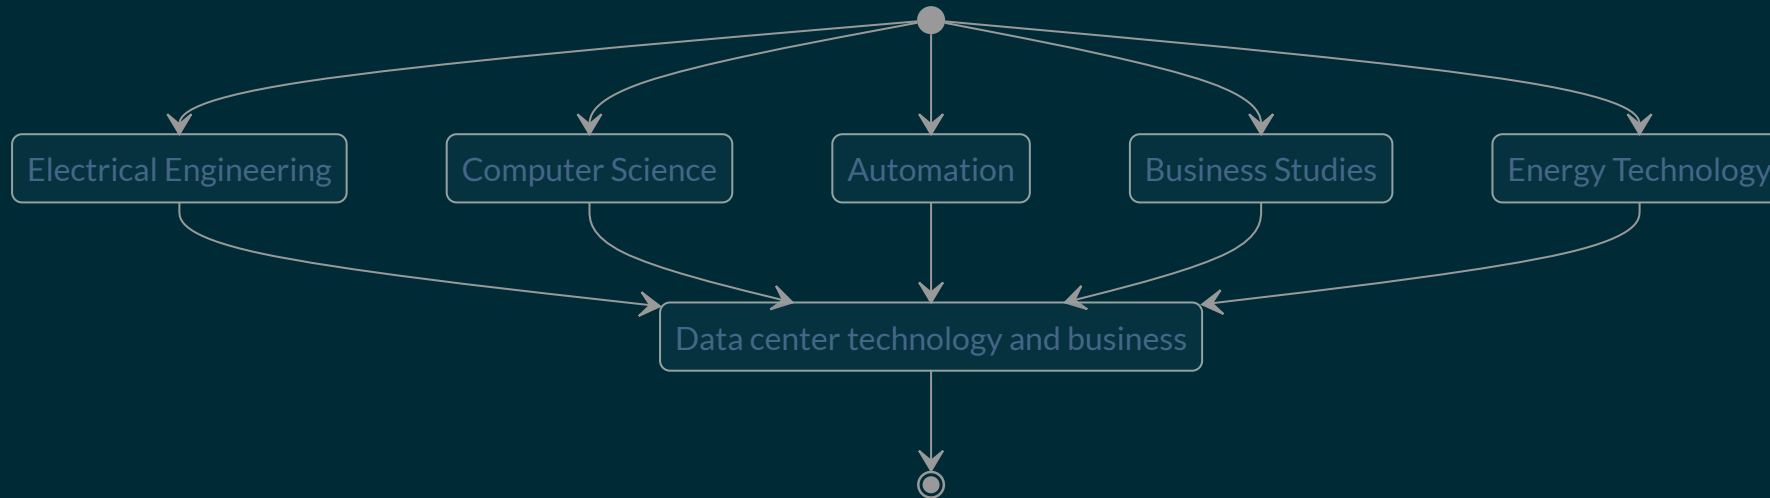 Electrical Engineering
Computer Science
Automation
Business Studies
Energy Technology
Data center technology and business